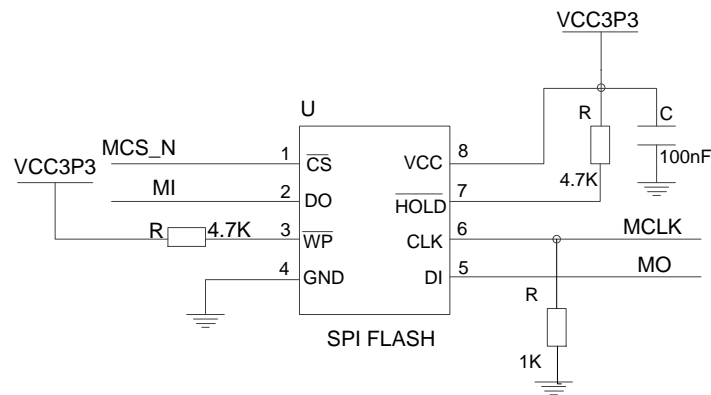 VCC3P3
U
R
C
MCS_N
1
CS
VCC
8
100nF
VCC3P3
MI
2
DO
HOLD
7
4.7K
R
4.7K
3
WP
CLK
6
MCLK
4
GND
DI
5
MO
R
SPI FLASH
1K